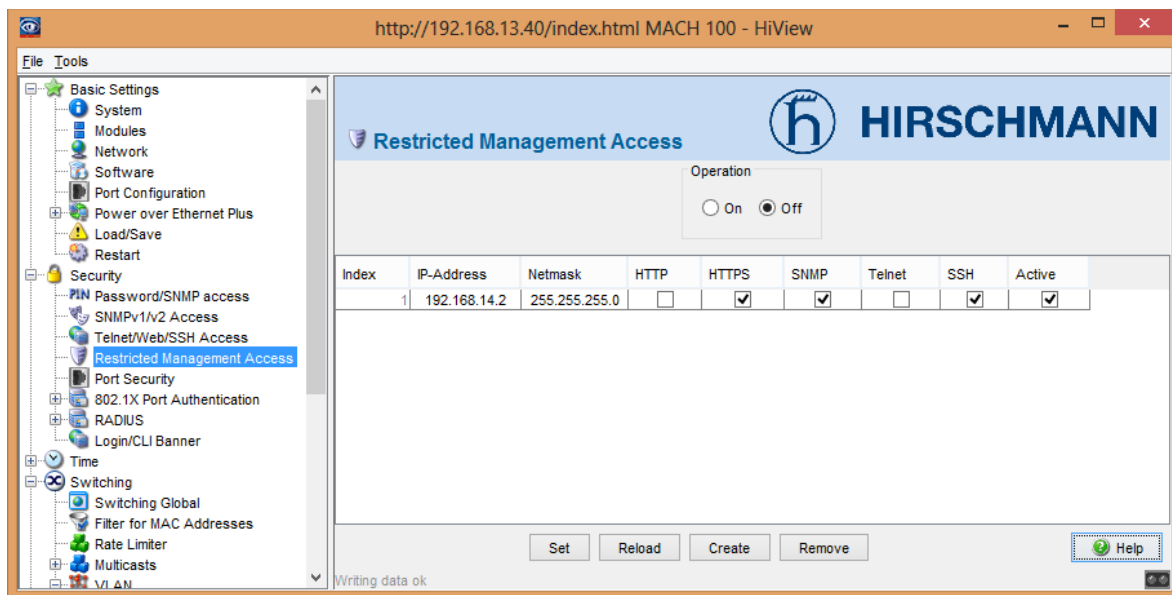 http://192.168.13.40/index.html MACH 100 - HiView
File Tools
Basic Settings
System
Modules
Network
Software
Port Configuration
Power over Ethernet Plus
Load/Save
Restart
Security
PIN Password/SNMP access
SNMPv1/v2 Access
Telnet/Web/SSH Access
Restricted Management Access
Port Security
802.1X Port Authentication
RADIUS
Login/CLI Banner
Time
Switching
Switching Global
Filter for MAC Addresses
Rate Limiter
Multicasts
VLAN
Restricted Management Access
HIRSCHMANN
Operation
On Off
Index IP-Address Netmask HTTP HTTPS SNMP Telnet SSH Active
1 192.168.14.2 255.255.255.0
Set Reload Create Remove Help
Writing data ok